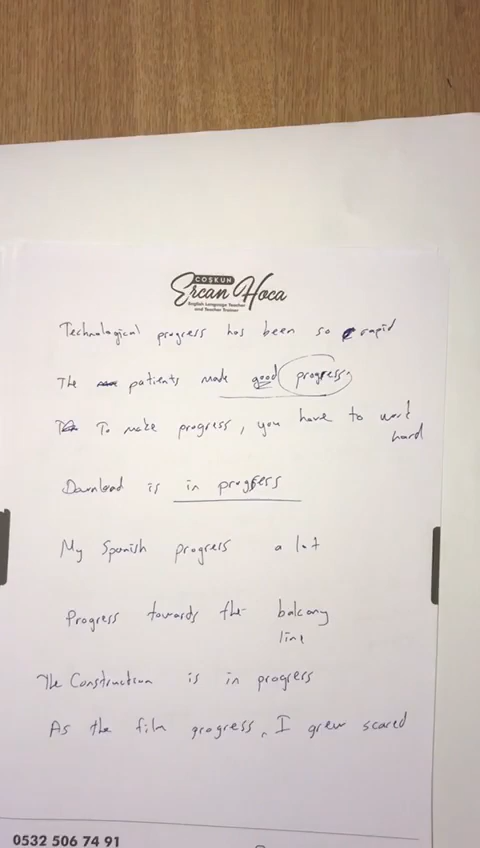 COŞKUN
Ercan Hoca
English Language Teacher
and Teacher Trainer
Technological progress has been so rapid
The patients made good progress
To make progress, you have to work
hard
Download is in progress
My Spanish progress a lot
Progress towards the balcany
line
The Construction is in progress
As the film progress, I grew scared
0532 506 74 91